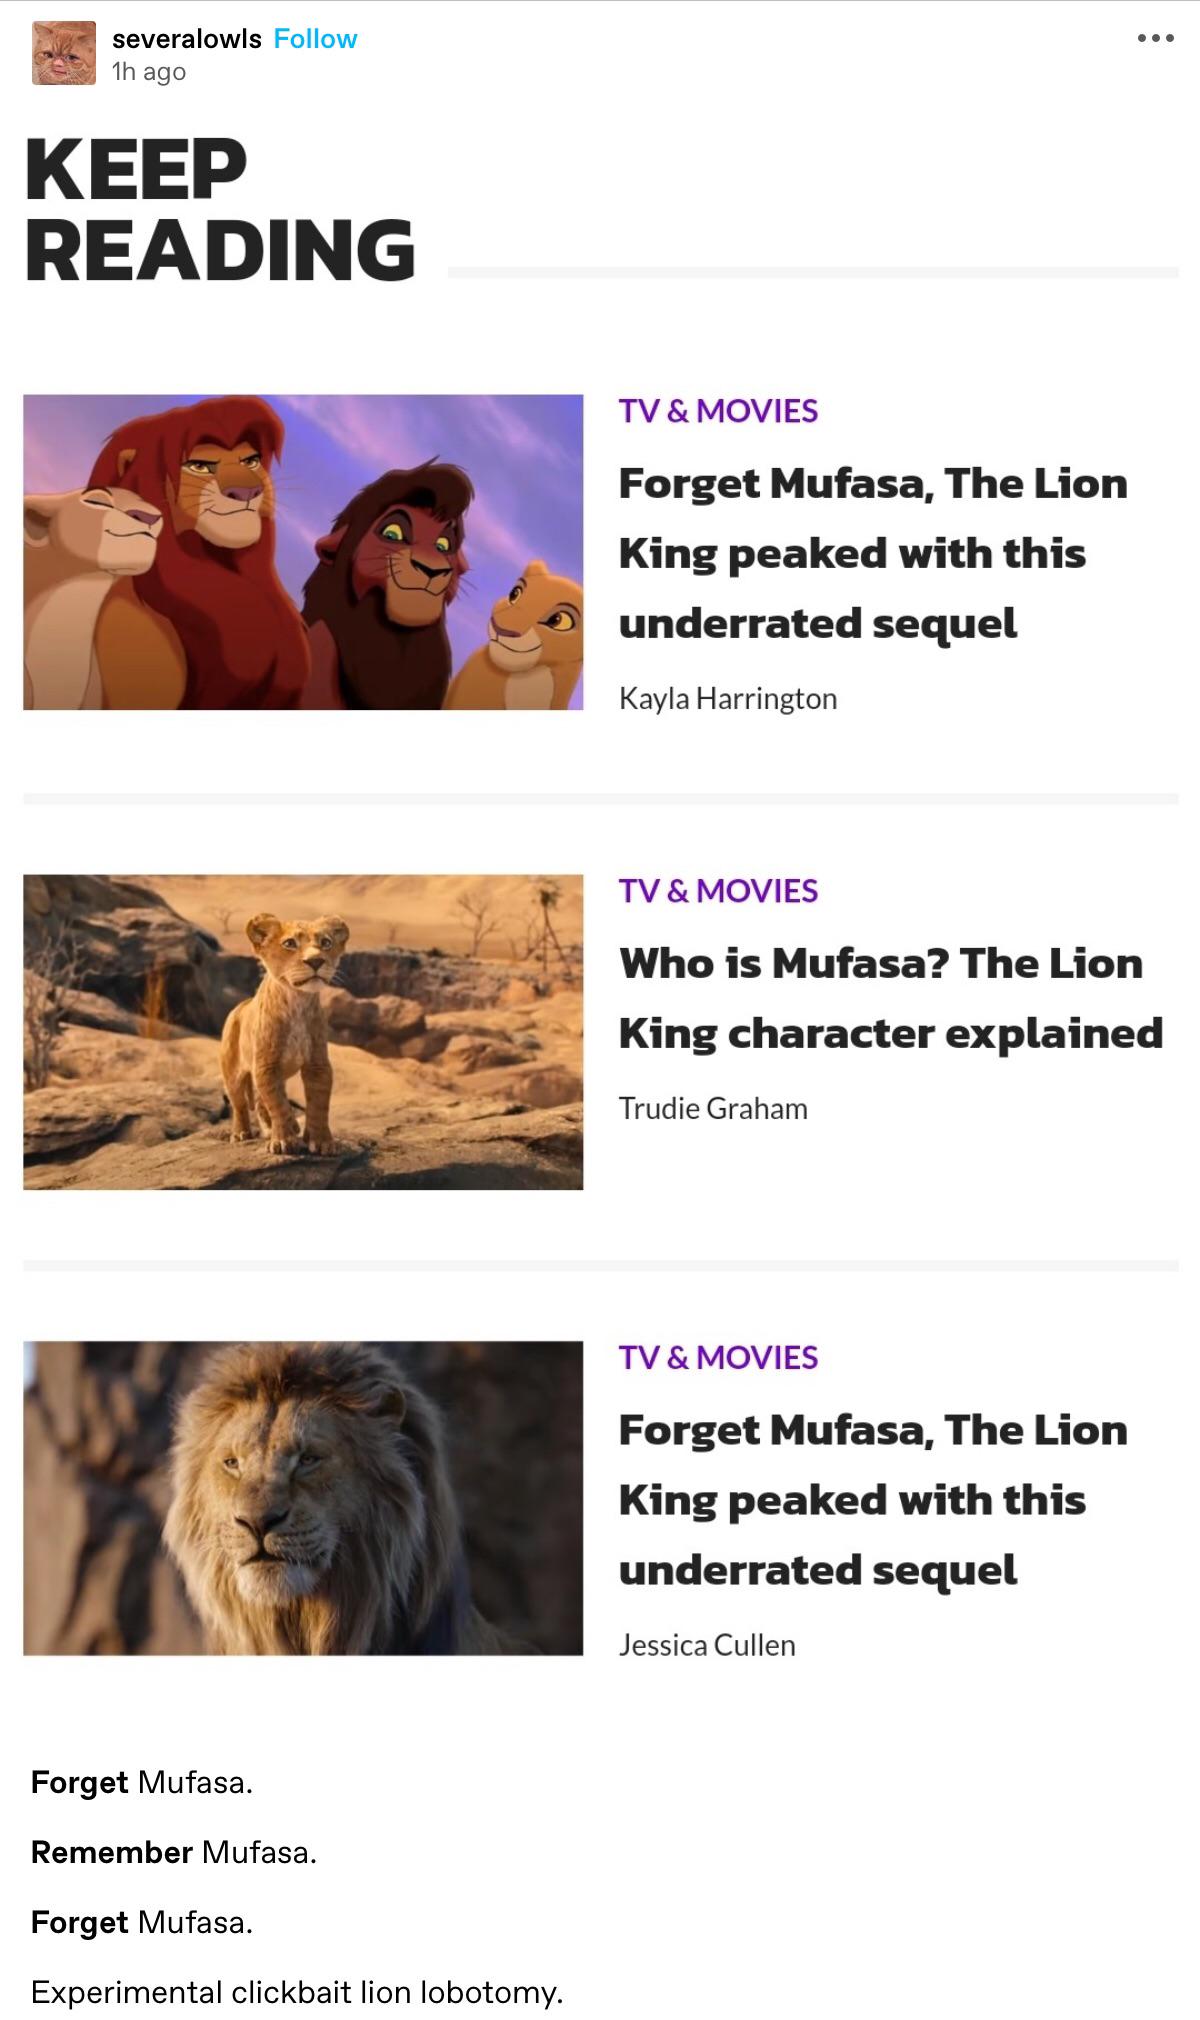 severalowls Follow
1h ago
KEEP
READING
TV & MOVIES
Forget Mufasa, The Lion
King peaked with this
underrated sequel
Kayla Harrington
TV & MOVIES
Who is Mufasa? The Lion
King character explained
Trudie Graham
TV & MOVIES
Forget Mufasa, The Lion
King peaked with this
underrated sequel
Jessica Cullen
Forget Mufasa.
Remember Mufasa.
Forget Mufasa.
Experimental clickbait lion lobotomy.